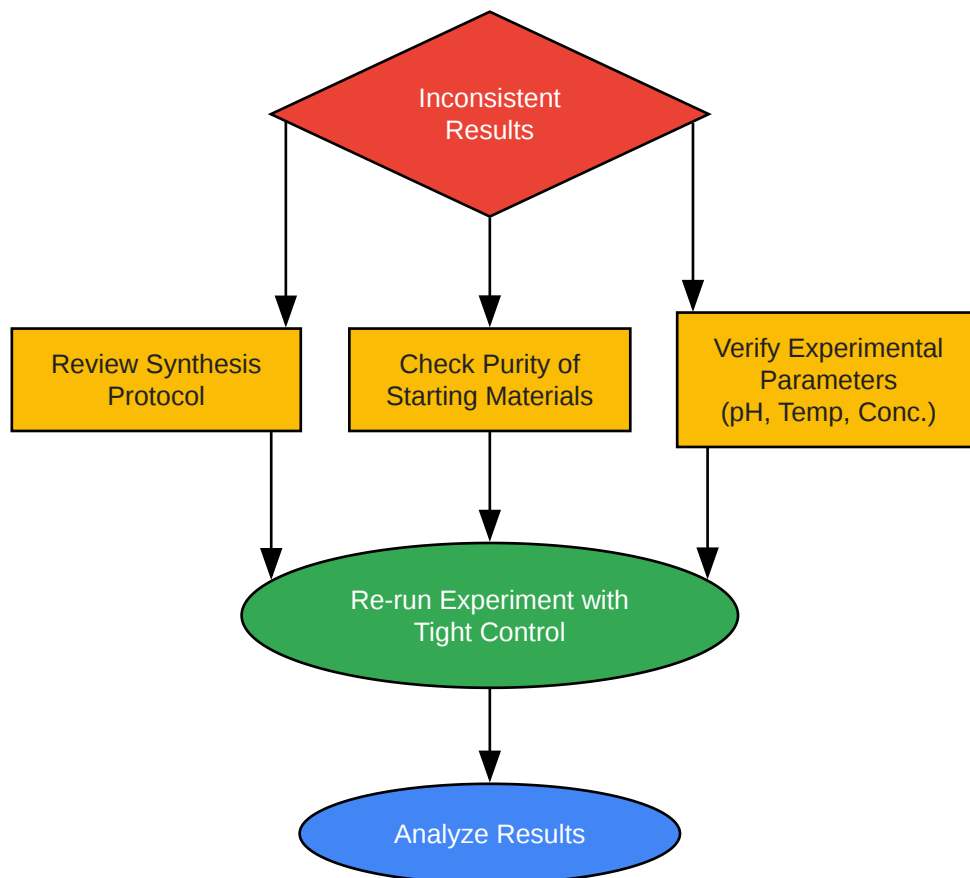 Inconsistent
Results
Review Synthesis
Protocol
Check Purity of
Starting Materials
Verify Experimental
Parameters
(pH, Temp, Conc.)
Re-run Experiment with
Tight Control
Analyze Results